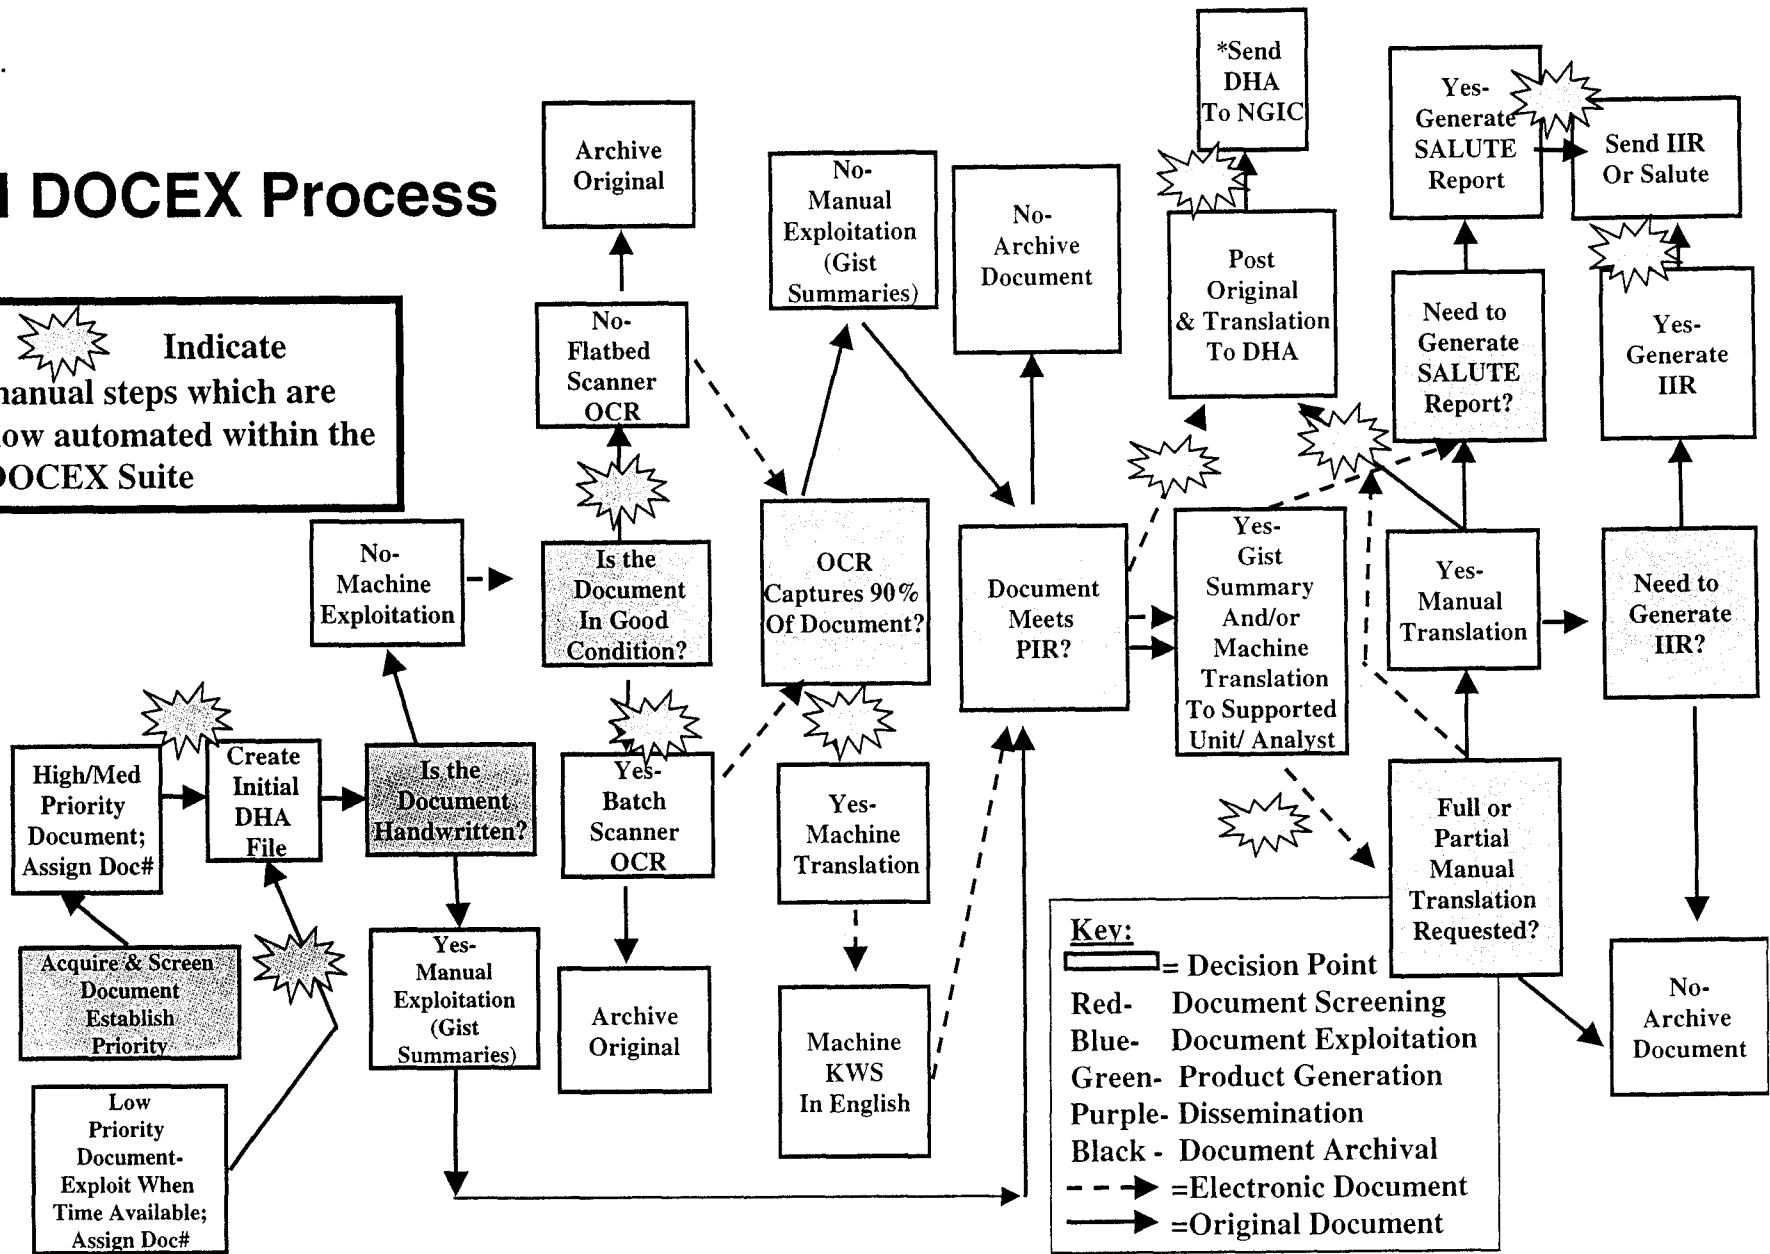 DOCEX Process
Indicate
manual steps which are
now automated within the
DOCEX Suite
High/Med
Priority
Document;
Assign Doc#
Acquire & Screen
Document
Establish
Priority
Low
Priority
Document-
Exploit When
Time Available;
Assign Doc#
Create
Initial
DHA
File
Is the
Document
Handwritten?
No-
Machine
Exploitation
Yes-
Manual
Exploitation
(Gist
Summaries)
Archive
Original
No-
Flatbed
Scanner
OCR
Is the
Document
In Good
Condition?
Yes-
Batch
Scanner
OCR
Archive
Original
No-
Manual
Exploitation
(Gist
Summaries)
OCR
Captures 90%
Of Document?
Yes-
Machine
Translation
Machine
KWS
In English
No-
Archive
Document
Document
Meets
PIR?
*Send
DHA
To NGIC
Post
Original
& Translation
To DHA
Yes-
Gist
Summary
And/or
Machine
Translation
To Supported
Unit/ Analyst
Yes-
Generate
SALUTE
Report
Need to
Generate
SALUTE
Report?
Yes-
Manual
Translation
Full or
Partial
Manual
Translation
Requested?
Send IIR
Or Salute
Yes-
Generate
IIR
Need to
Generate
IIR?
No-
Archive
Document
Key:
= Decision Point
Red- Document Screening
Blue- Document Exploitation
Green- Product Generation
Purple- Dissemination
Black - Document Archival
=Electronic Document
=Original Document